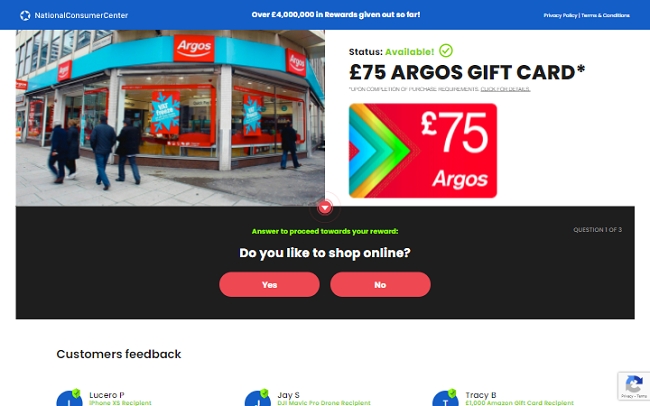 NationalConsumerCenter
Over £4,000,000 in Rewards given out so far!
Privacy Policy | Terms & Conditions
Argos
Argos
Status: Available!
£75 ARGOS GIFT CARD*
*UPON COMPLETION OF PURCHASE REQUIREMENTS. CLICK FOR DETAILS.
VAT
freeze
£75
Argos
Answer to proceed towards your reward:
QUESTION 1 OF 3
Do you like to shop online?
Yes
No
Customers feedback
Lucero P
iPhone XS Recipient
J
Jay S
DJI Mavic Pro Drone Recipient
T
Tracy B
£1,000 Amazon Gift Card Recipient
Privacy - Terms